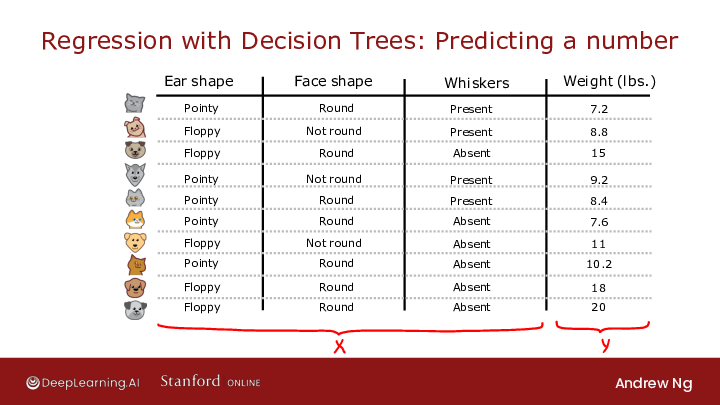 Regression with Decision Trees: Predicting a number
Ear shape Face shape Whiskers Weight (lbs.)
Pointy Round Present 7.2
Floppy Not round Present 8.8
Floppy Round Absent 15
Pointy Not round Present 9.2
Pointy Round Present 8.4
Pointy Round Absent 7.6
Floppy Not round Absent 11
Pointy Round Absent 10.2
Floppy Round Absent 18
Floppy Round Absent 20
X y
DeepLearning.AI Stanford ONLINE Andrew Ng